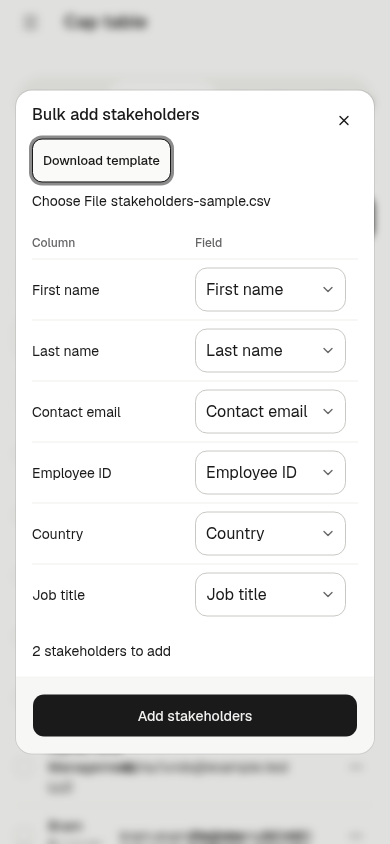 Cap table
Bulk add stakeholders
Download template
Choose File stakeholders-sample.csv
Column Field
First name First name
Last name Last name
Contact email Contact email
Employee ID Employee ID
Country Country
Job title Job title
2 stakeholders to add
Add stakeholders